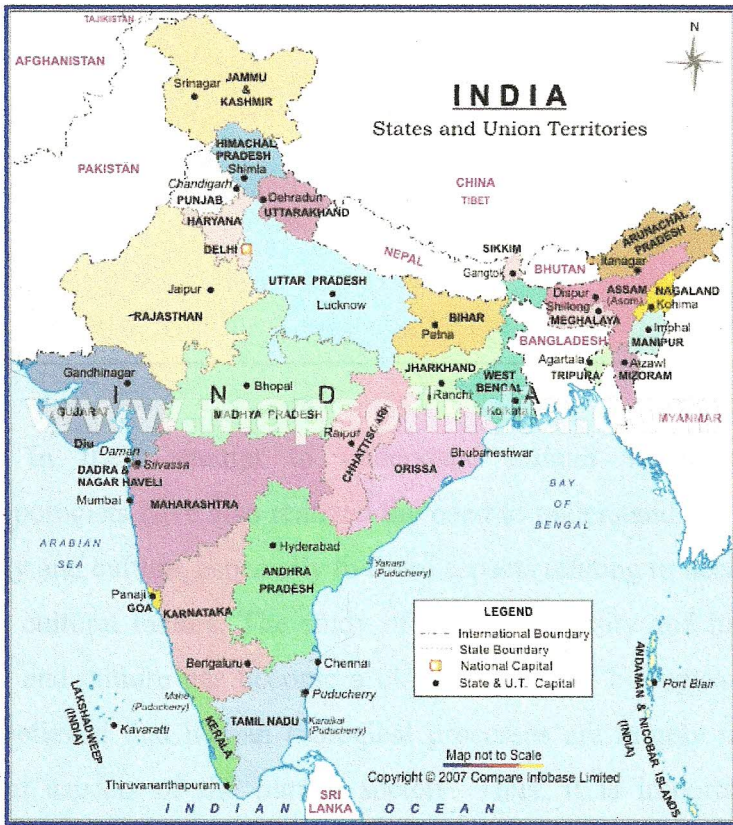 TAJIKISTAN
AFGHANISTAN
N
JAMMU
&
KASHMIR
Srinagar
INDIA
States and Union Territories
HIMACHAL
PRADESH
Shimla
PAKISTAN
Chandigarh
PUNJAB
Dehradun
UTTARAKHAND
HARYANA
DELHI
CHINA
TIBET
NEPAL
SIKKIM
Gangtok
BHUTAN
ARUNACHAL
PRADESH
Itanagar
UTTAR PRADESH
Lucknow
Jaipur
RAJASTHAN
BIHAR
Patna
Dispur
ASSAM
(Asom)
NAGALAND
Kohima
Shillong
MEGHALAYA
Imphal
MANIPUR
BANGLADESH
Agartala
TRIPURA
Aizawl
MIZORAM
Gandhinagar
GUJARAT
I N D I A
Bhopal
MADHYA PRADESH
JHARKHAND
Ranchi
WEST
BENGAL
Kolkata
www.mapsofindia.
MYANMAR
Diu
Daman
Silvassa
DADRA &
NAGAR HAVELI
Raipur
CHHATTISGARH
ORISSA
Bhubaneshwar
Mumbai
MAHARASHTRA
BAY
OF
BENGAL
ARABIAN
SEA
Hyderabad
ANDHRA
PRADESH
Yanam
(Puducherry)
Panaji
GOA
KARNATAKA
Bengaluru
Chennai
LEGEND
International Boundary
State Boundary
National Capital
State & U.T. Capital
Mahe
(Puducherry)
Puducherry
TAMIL NADU
Karaikal
(Puducherry)
KERALA
LAKSHADWEEP
(INDIA)
Kavaratti
Thiruvananthapuram
ANDAMAN & NICOBAR ISLANDS
(INDIA)
Port Blair
Map not to Scale
Copyright © 2007 Compare Infobase Limited
SRI
LANKA
INDIAN OCEAN